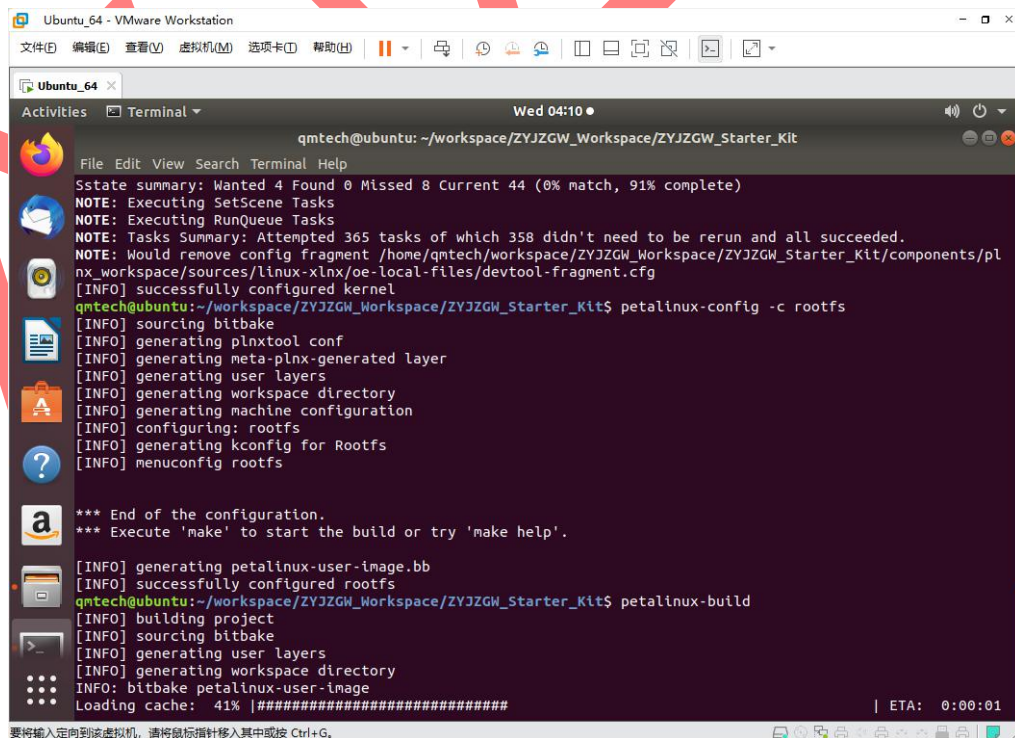 Ubuntu_64 - VMware Workstation
文件(F) 编辑(E) 查看(V) 虚拟机(M) 选项卡(T) 帮助(H)
Ubuntu_64
Activities Terminal Wed 04:10
qmtech@ubuntu: ~/workspace/ZYJZGW_Workspace/ZYJZGW_Starter_Kit
File Edit View Search Terminal Help
Sstate summary: Wanted 4 Found 0 Missed 8 Current 44 (0% match, 91% complete)
NOTE: Executing SetScene Tasks
NOTE: Executing RunQueue Tasks
NOTE: Tasks Summary: Attempted 365 tasks of which 358 didn't need to be rerun and all succeeded.
NOTE: Would remove config fragment /home/qmtech/workspace/ZYJZGW_Workspace/ZYJZGW_Starter_Kit/components/pl
nx_workspace/sources/linux-xlnx/oe-local-files/devtool-fragment.cfg
[INFO] successfully configured kernel
qmtech@ubuntu:~/workspace/ZYJZGW_Workspace/ZYJZGW_Starter_Kit$ petalinux-config -c rootfs
[INFO] sourcing bitbake
[INFO] generating plnxtool conf
[INFO] generating meta-plnx-generated layer
[INFO] generating user layers
[INFO] generating workspace directory
[INFO] generating machine configuration
[INFO] configuring: rootfs
[INFO] generating kconfig for Rootfs
[INFO] menuconfig rootfs
*** End of the configuration.
*** Execute 'make' to start the build or try 'make help'.
[INFO] generating petalinux-user-image.bb
[INFO] successfully configured rootfs
qmtech@ubuntu:~/workspace/ZYJZGW_Workspace/ZYJZGW_Starter_Kit$ petalinux-build
[INFO] building project
[INFO] sourcing bitbake
[INFO] generating user layers
[INFO] generating workspace directory
INFO: bitbake petalinux-user-image
Loading cache: 41% |############################# | ETA: 0:00:01
要将输入定向到该虚拟机，请将鼠标指针移入其中或按 Ctrl+G。